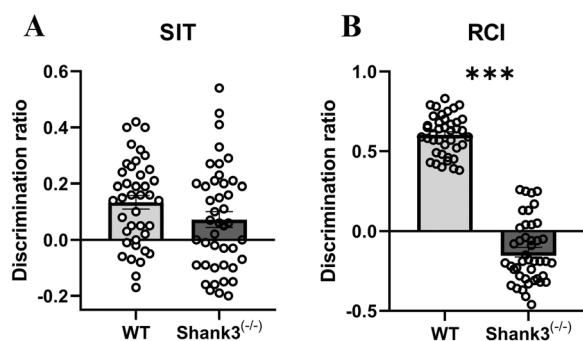 A
SIT
Discrimination ratio
0.6
0.4
0.2
0.0
-0.2
WT
Shank3(-/-)
B
RCI
***
Discrimination ratio
1.0
0.5
0.0
-0.5
WT
Shank3(-/-)